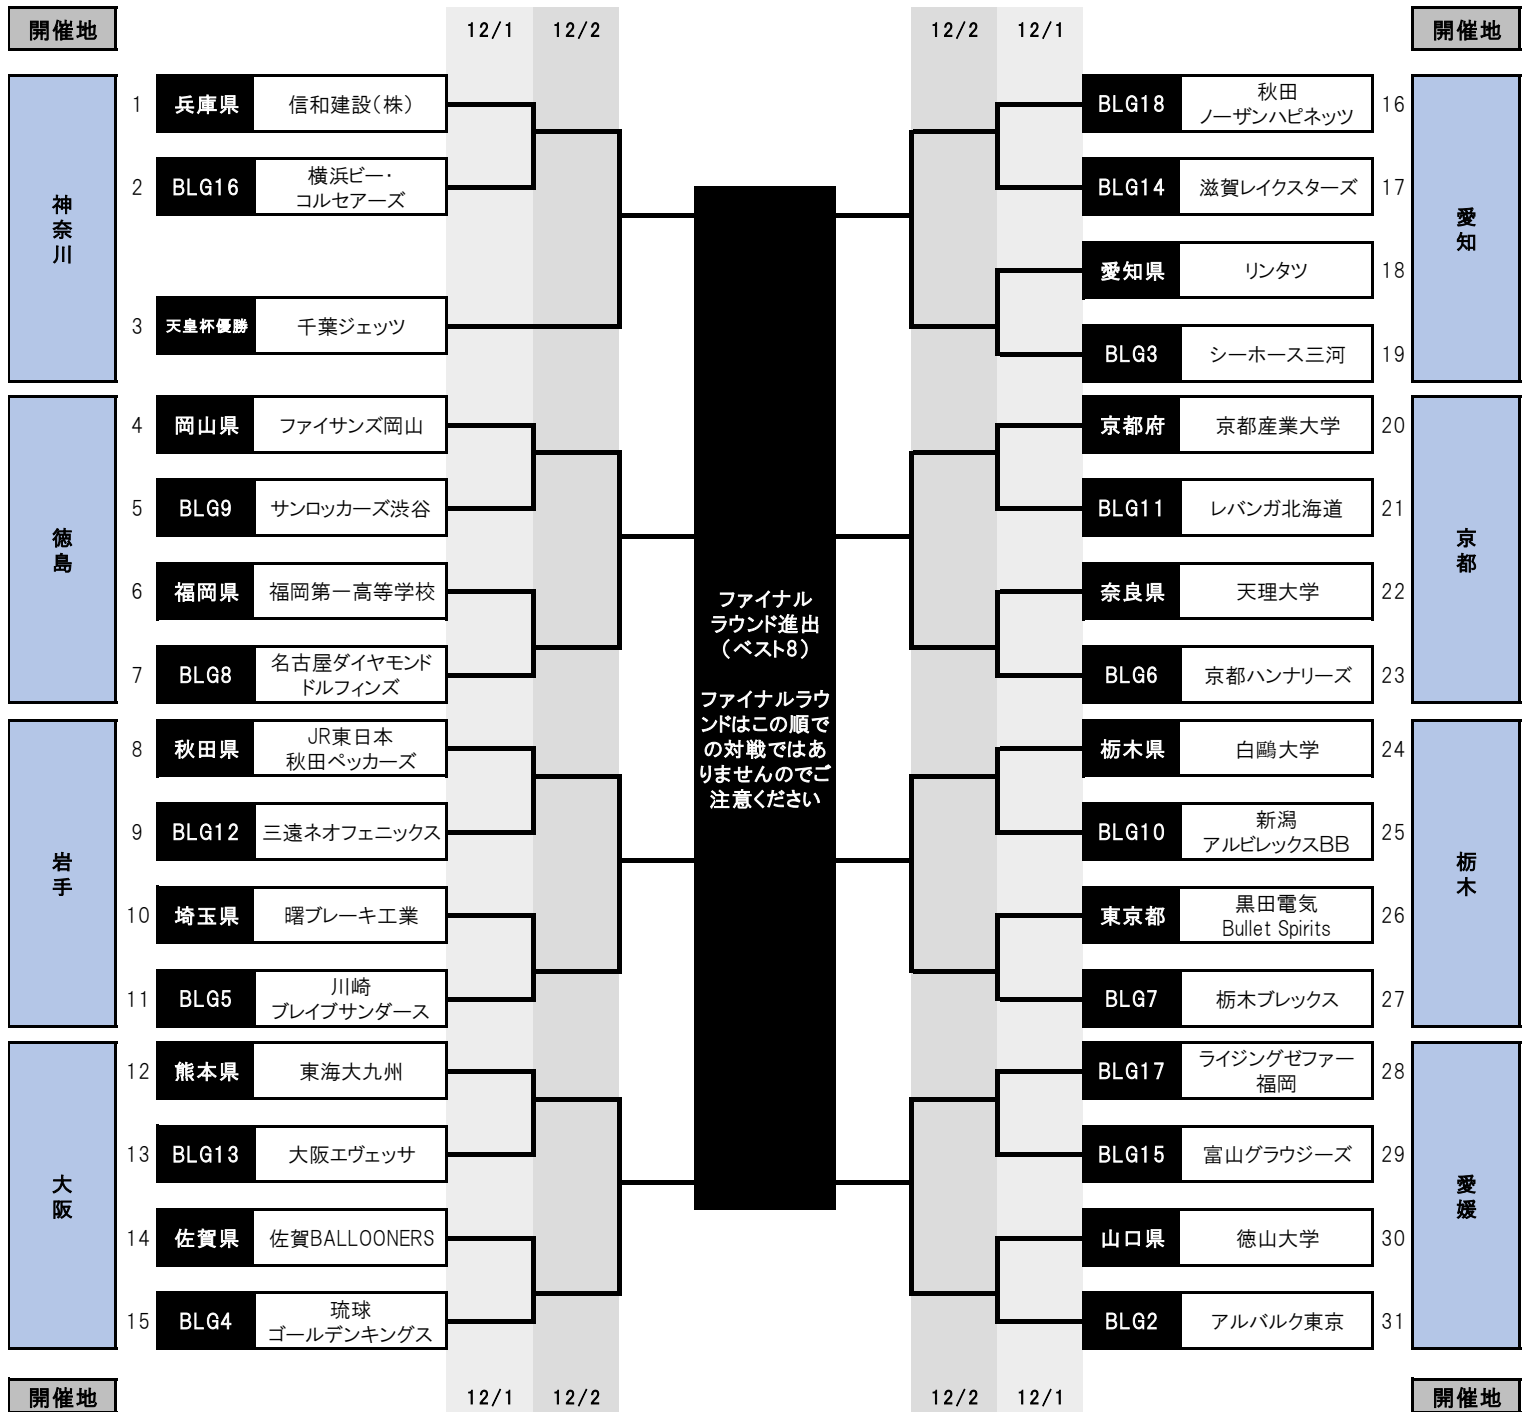 開催地
12/1
12/2
12/2
12/1
開催地
神奈川
1
兵庫県
信和建設(株)
2
BLG16
横浜ビー・
コルセアーズ
3
天皇杯優勝
千葉ジェッツ
徳島
4
岡山県
ファイサンズ岡山
5
BLG9
サンロッカーズ渋谷
6
福岡県
福岡第一高等学校
7
BLG8
名古屋ダイヤモンド
ドルフィンズ
岩手
8
秋田県
JR東日本
秋田ペッカーズ
9
BLG12
三遠ネオフェニックス
10
埼玉県
曙ブレーキ工業
11
BLG5
川崎
ブレイブサンダース
大阪
12
熊本県
東海大九州
13
BLG13
大阪エヴェッサ
14
佐賀県
佐賀BALLOONERS
15
BLG4
琉球
ゴールデンキングス
ファイナル
ラウンド進出
(ベスト8)
ファイナルラウ
ンドはこの順で
の対戦ではあ
りませんのでご
注意ください
BLG18
秋田
ノーザンハピネッツ
16
BLG14
滋賀レイクスターズ
17
愛知県
リンタツ
18
BLG3
シーホース三河
19
愛知
京都府
京都産業大学
20
BLG11
レバンガ北海道
21
奈良県
天理大学
22
BLG6
京都ハンナリーズ
23
京都
栃木県
白鷗大学
24
BLG10
新潟
アルビレックスBB
25
東京都
黒田電気
Bullet Spirits
26
BLG7
栃木ブレックス
27
栃木
BLG17
ライジングゼファー
福岡
28
BLG15
富山グラウジーズ
29
山口県
徳山大学
30
BLG2
アルバルク東京
31
愛媛
開催地
12/1
12/2
12/2
12/1
開催地